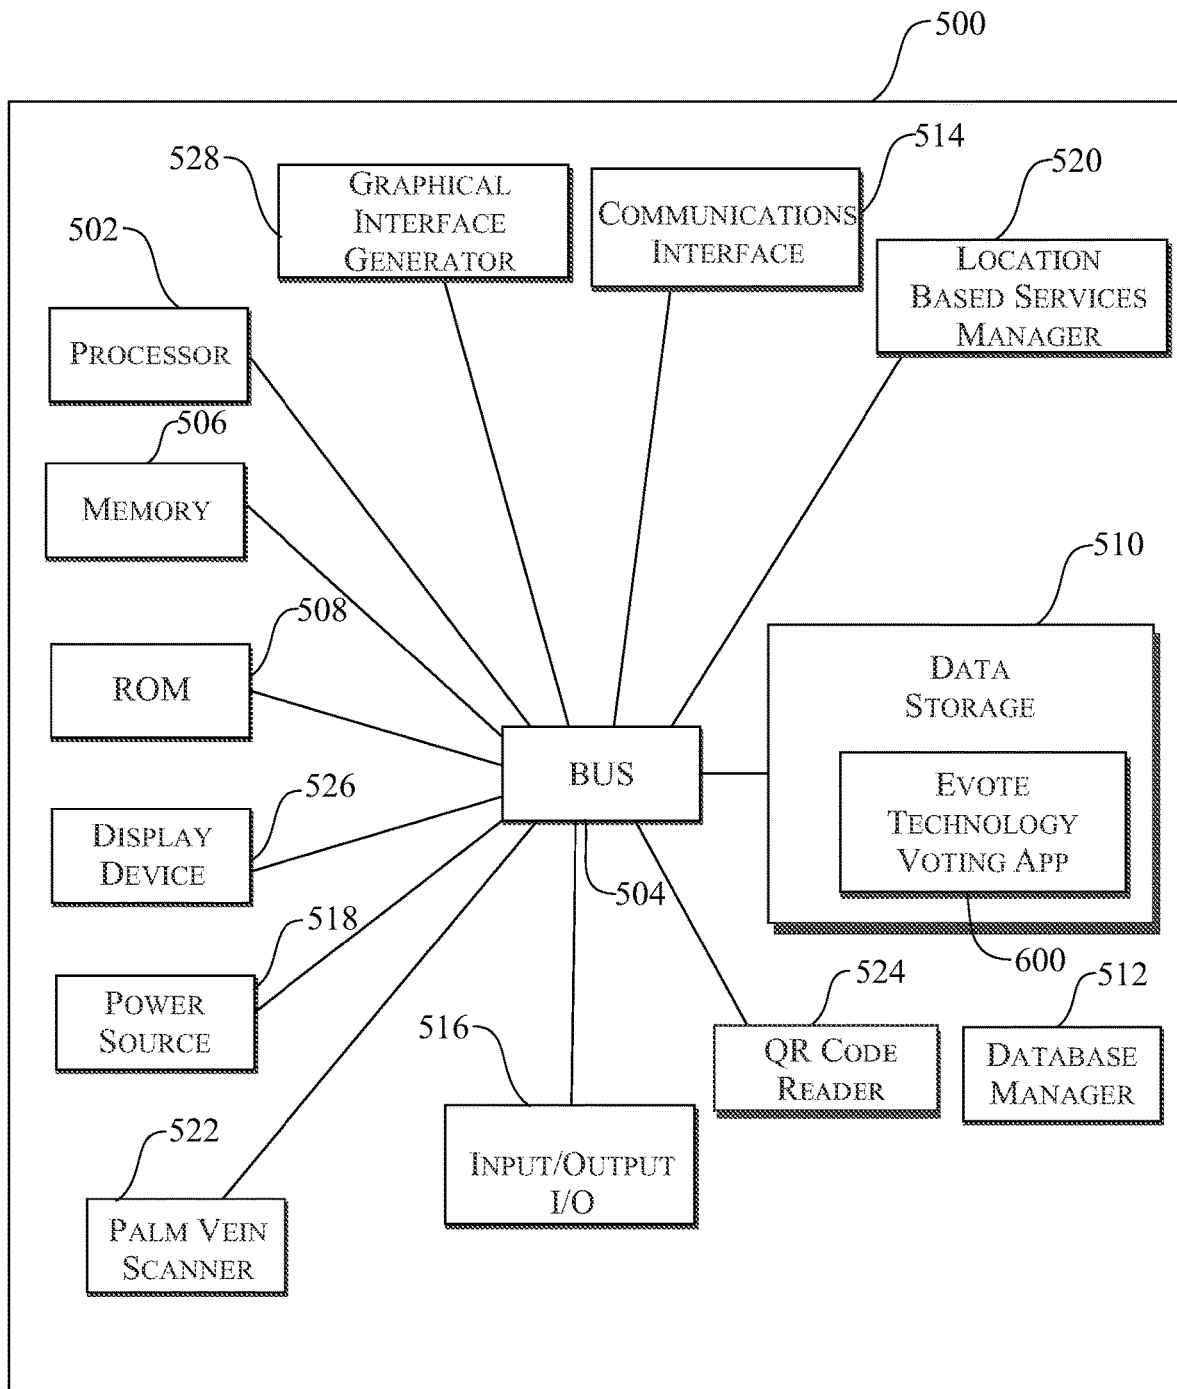 500
528
GRAPHICAL
INTERFACE
GENERATOR
514
COMMUNICATIONS
INTERFACE
520
LOCATION
BASED SERVICES
MANAGER
502
PROCESSOR
506
MEMORY
508
ROM
510
DATA
STORAGE
EVOTE
TECHNOLOGY
VOTING APP
600
BUS
504
526
DISPLAY
DEVICE
518
POWER
SOURCE
524
QR CODE
READER
512
DATABASE
MANAGER
516
INPUT/OUTPUT
I/O
522
PALM VEIN
SCANNER